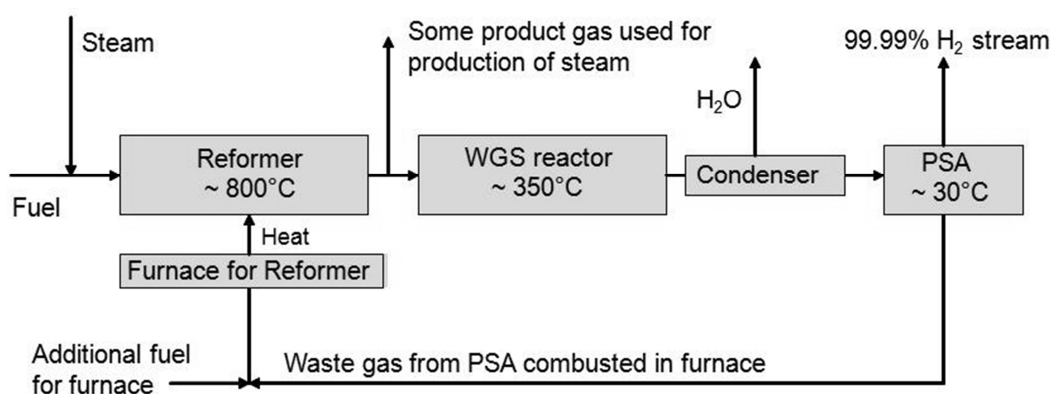 Steam
Some product gas used for
production of steam
99.99% H₂ stream
H₂O
Reformer
~ 800°C
WGS reactor
~ 350°C
Condenser
PSA
~ 30°C
Fuel
Heat
Furnace for Reformer
Additional fuel
for furnace
Waste gas from PSA combusted in furnace